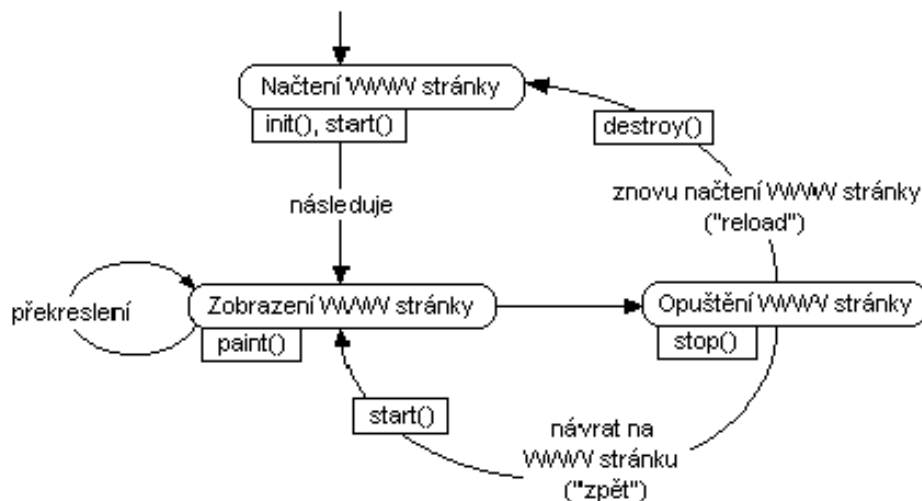 Načtení WWW stránky
init(), start()
destroy()
následuje
znovu načtení WWW stránky
("reload")
překreslení
Zobrazení WWW stránky
paint()
Opuštění WWW stránky
stop()
start()
návrat na
WWW stránku
("zpět")